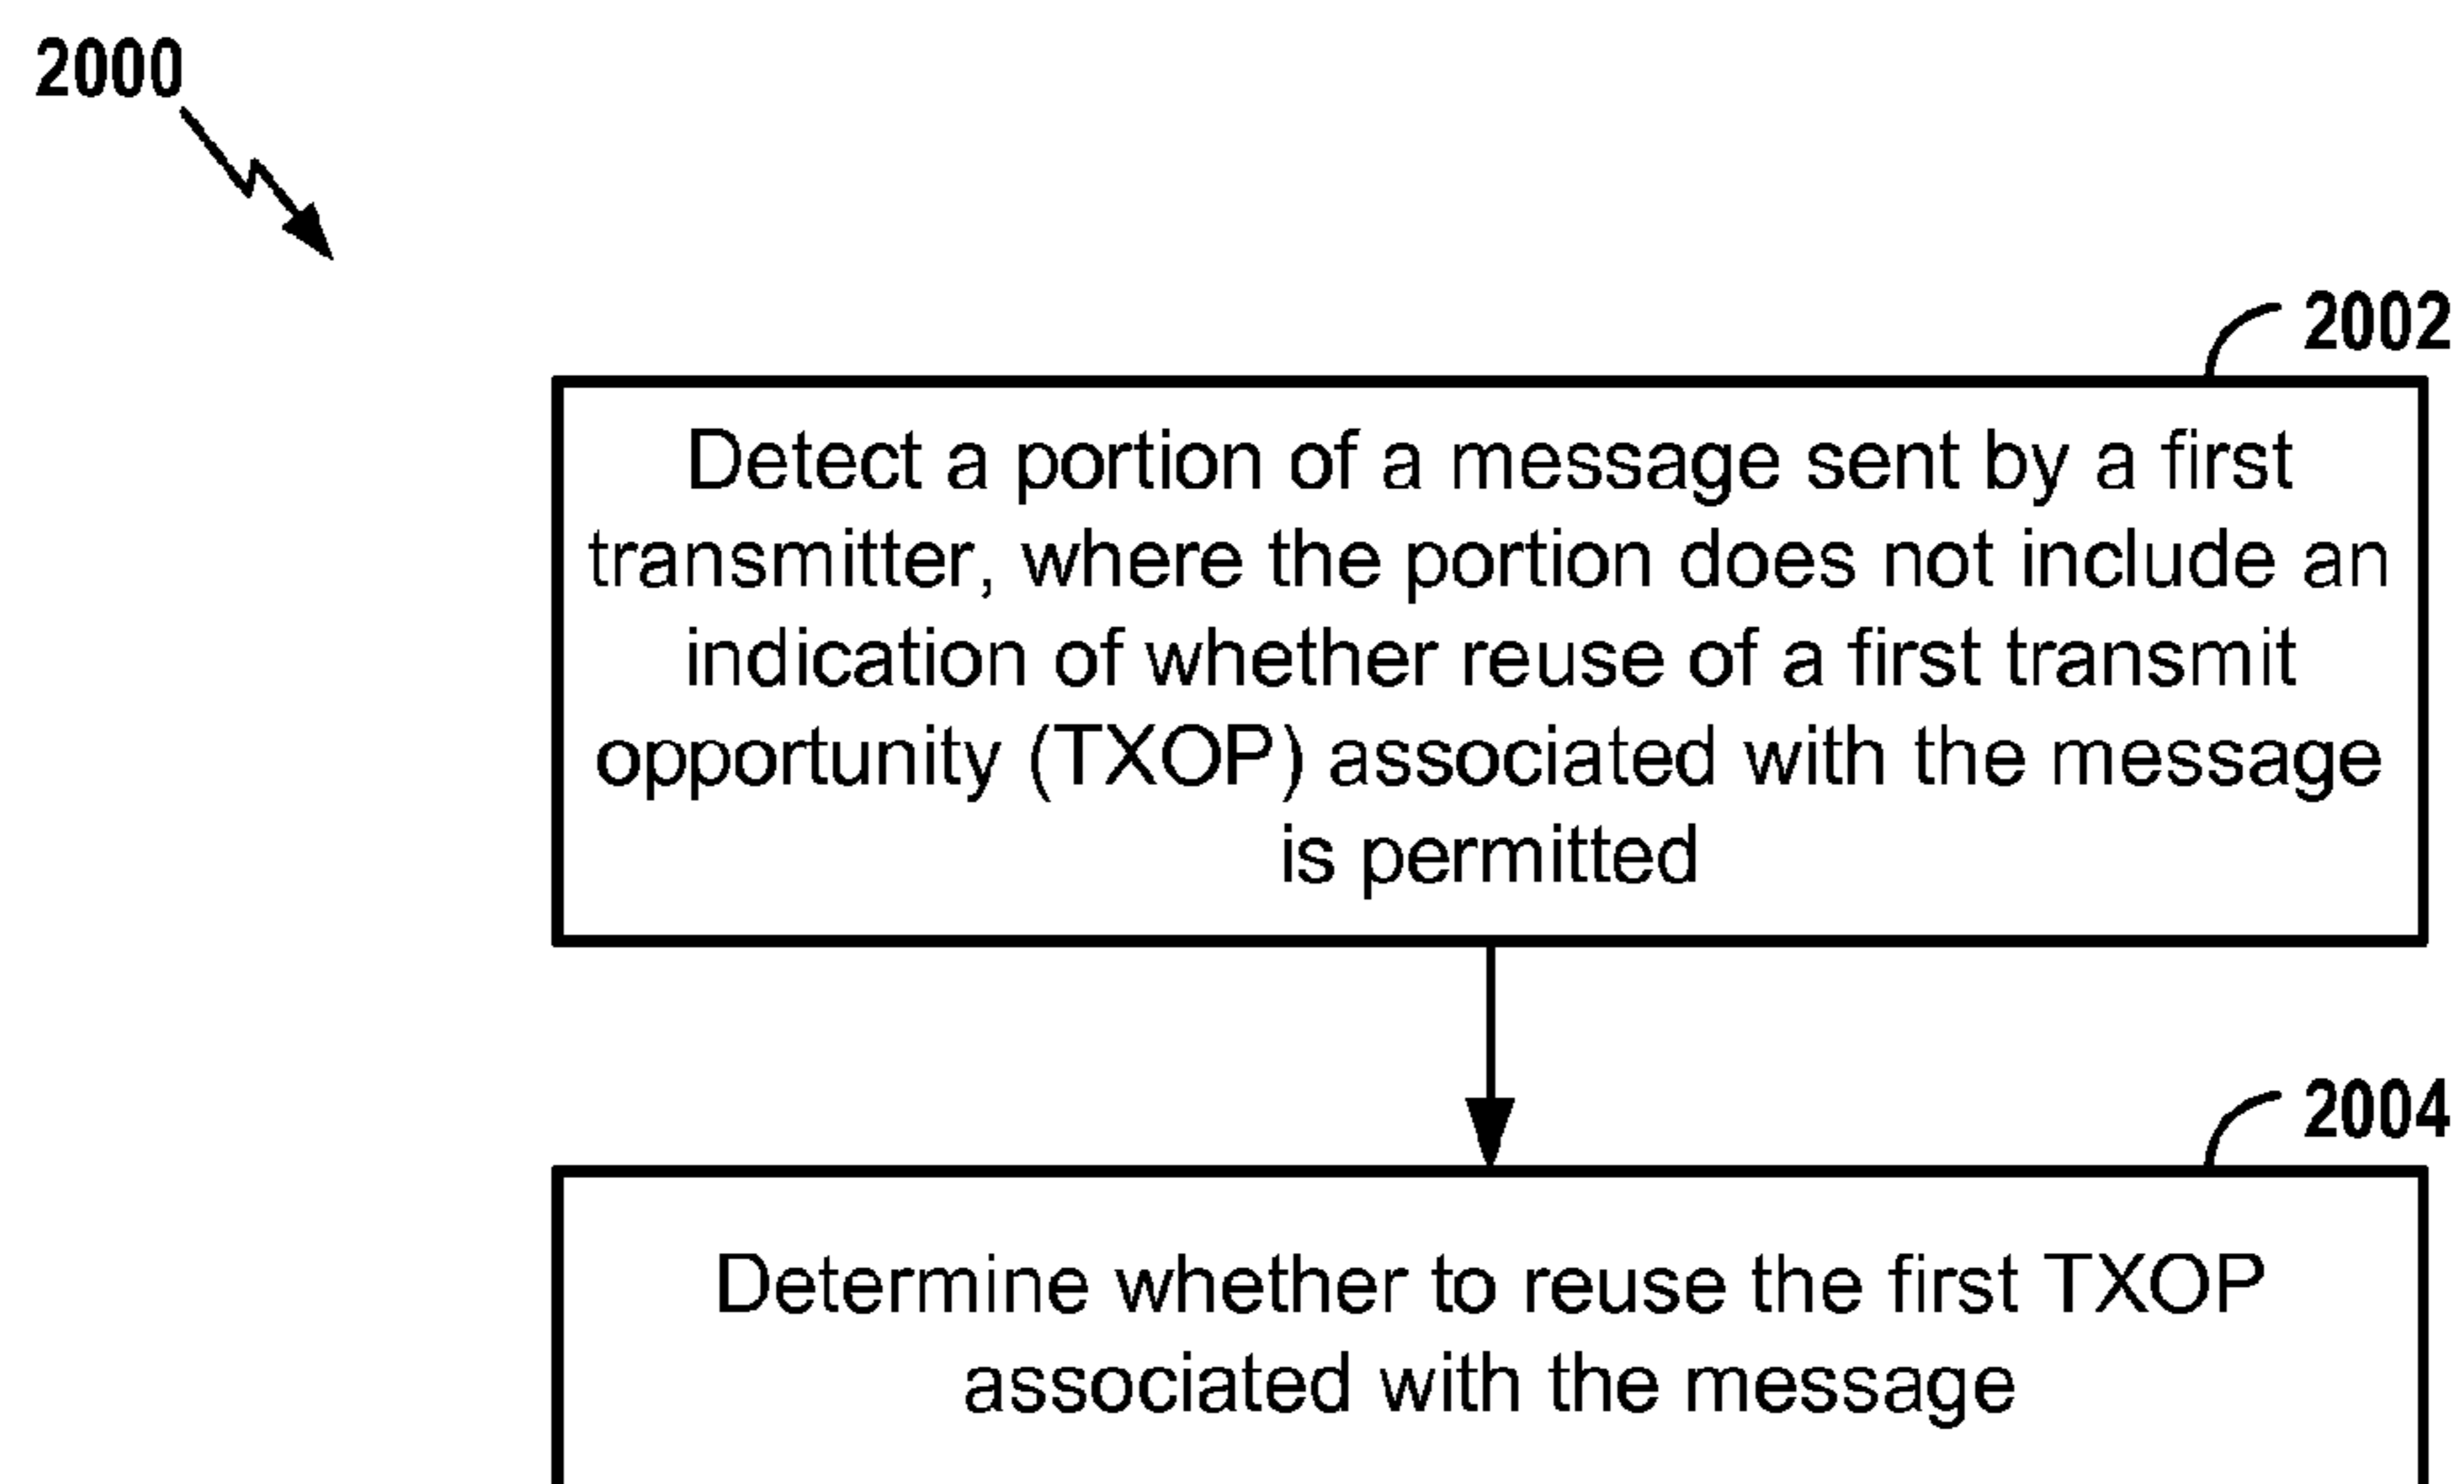 2000
2002
Detect a portion of a message sent by a first
transmitter, where the portion does not include an
indication of whether reuse of a first transmit
opportunity (TXOP) associated with the message
is permitted
2004
Determine whether to reuse the first TXOP
associated with the message